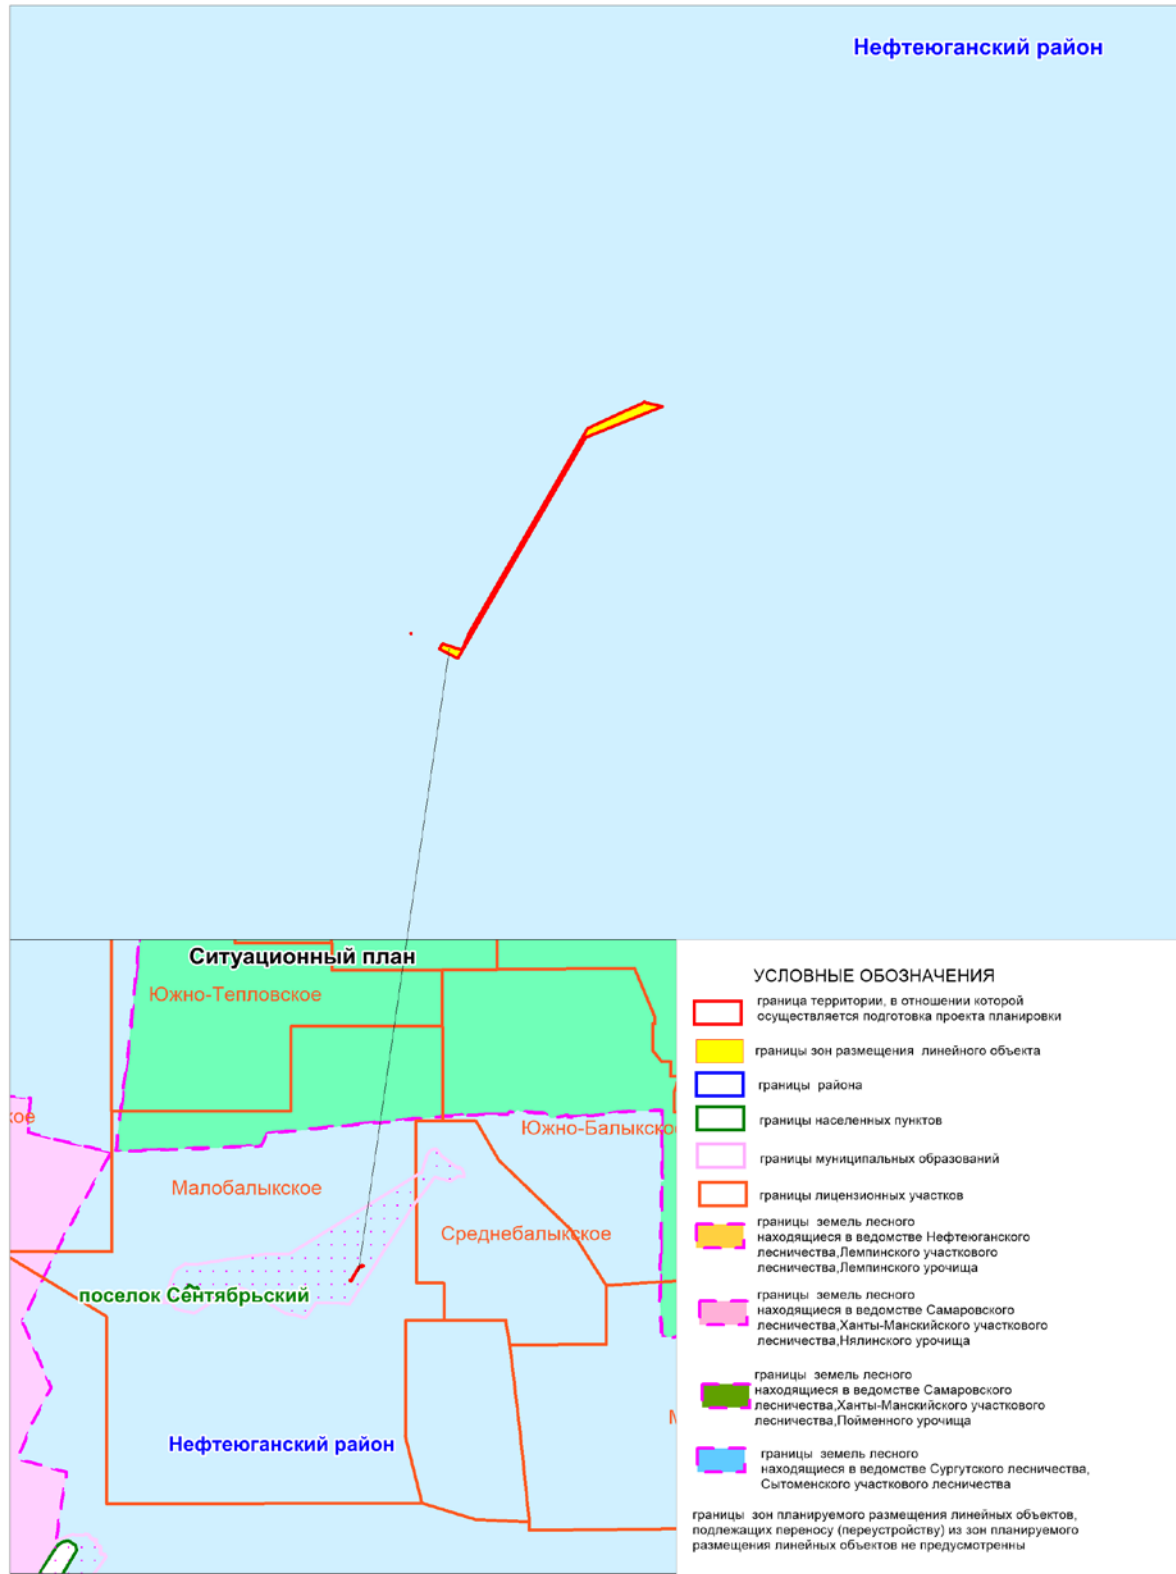 Нефтеюганский район
Ситуационный план
Южно-Тепловское
кое
Южно-Балыкско
Малобалыкское
Среднебалыкское
поселок Сентябрьский
М
Нефтеюганский район
УСЛОВНЫЕ ОБОЗНАЧЕНИЯ
граница территории, в отношении которой
осуществляется подготовка проекта планировки
границы зон размещения линейного объекта
границы района
границы населенных пунктов
границы муниципальных образований
границы лицензионных участков
границы земель лесного
находящиеся в ведомстве Нефтеюганского
лесничества,Лемпинского участкового
лесничества,Лемпинского урочища
границы земель лесного
находящиеся в ведомстве Самаровского
лесничества,Ханты-Манскийского участкового
лесничества,Нялинского урочища
границы земель лесного
находящиеся в ведомстве Самаровского
лесничества,Ханты-Манскийского участкового
лесничества,Пойменного урочища
границы земель лесного
находящиеся в ведомстве Сургутского лесничества,
Сытоменского участкового лесничества
границы зон планируемого размещения линейных объектов,
подлежащих переносу (переустройству) из зон планируемого
размещения линейных объектов не предусмотренны